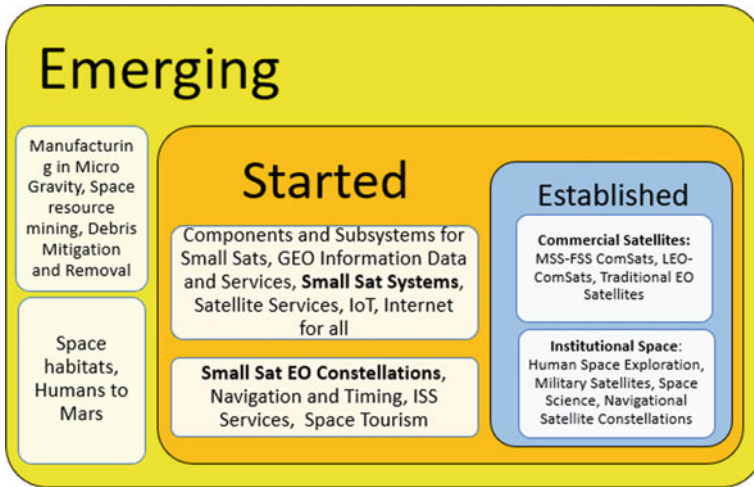 Emerging
Manufacturin
g in Micro
Gravity, Space
resource
mining, Debris
Mitigation
and Removal
Space
habitats,
Humans to
Mars
Started
Components and Subsystems for
Small Sats, GEO Information Data
and Services, Small Sat Systems,
Satellite Services, IoT, Internet
for all
Small Sat EO Constellations,
Navigation and Timing, ISS
Services, Space Tourism
Established
Commercial Satellites:
MSS-FSS ComSats, LEO-
ComSats, Traditional EO
Satellites
Institutional Space:
Human Space Exploration,
Military Satellites, Space
Science, Navigational
Satellite Constellations